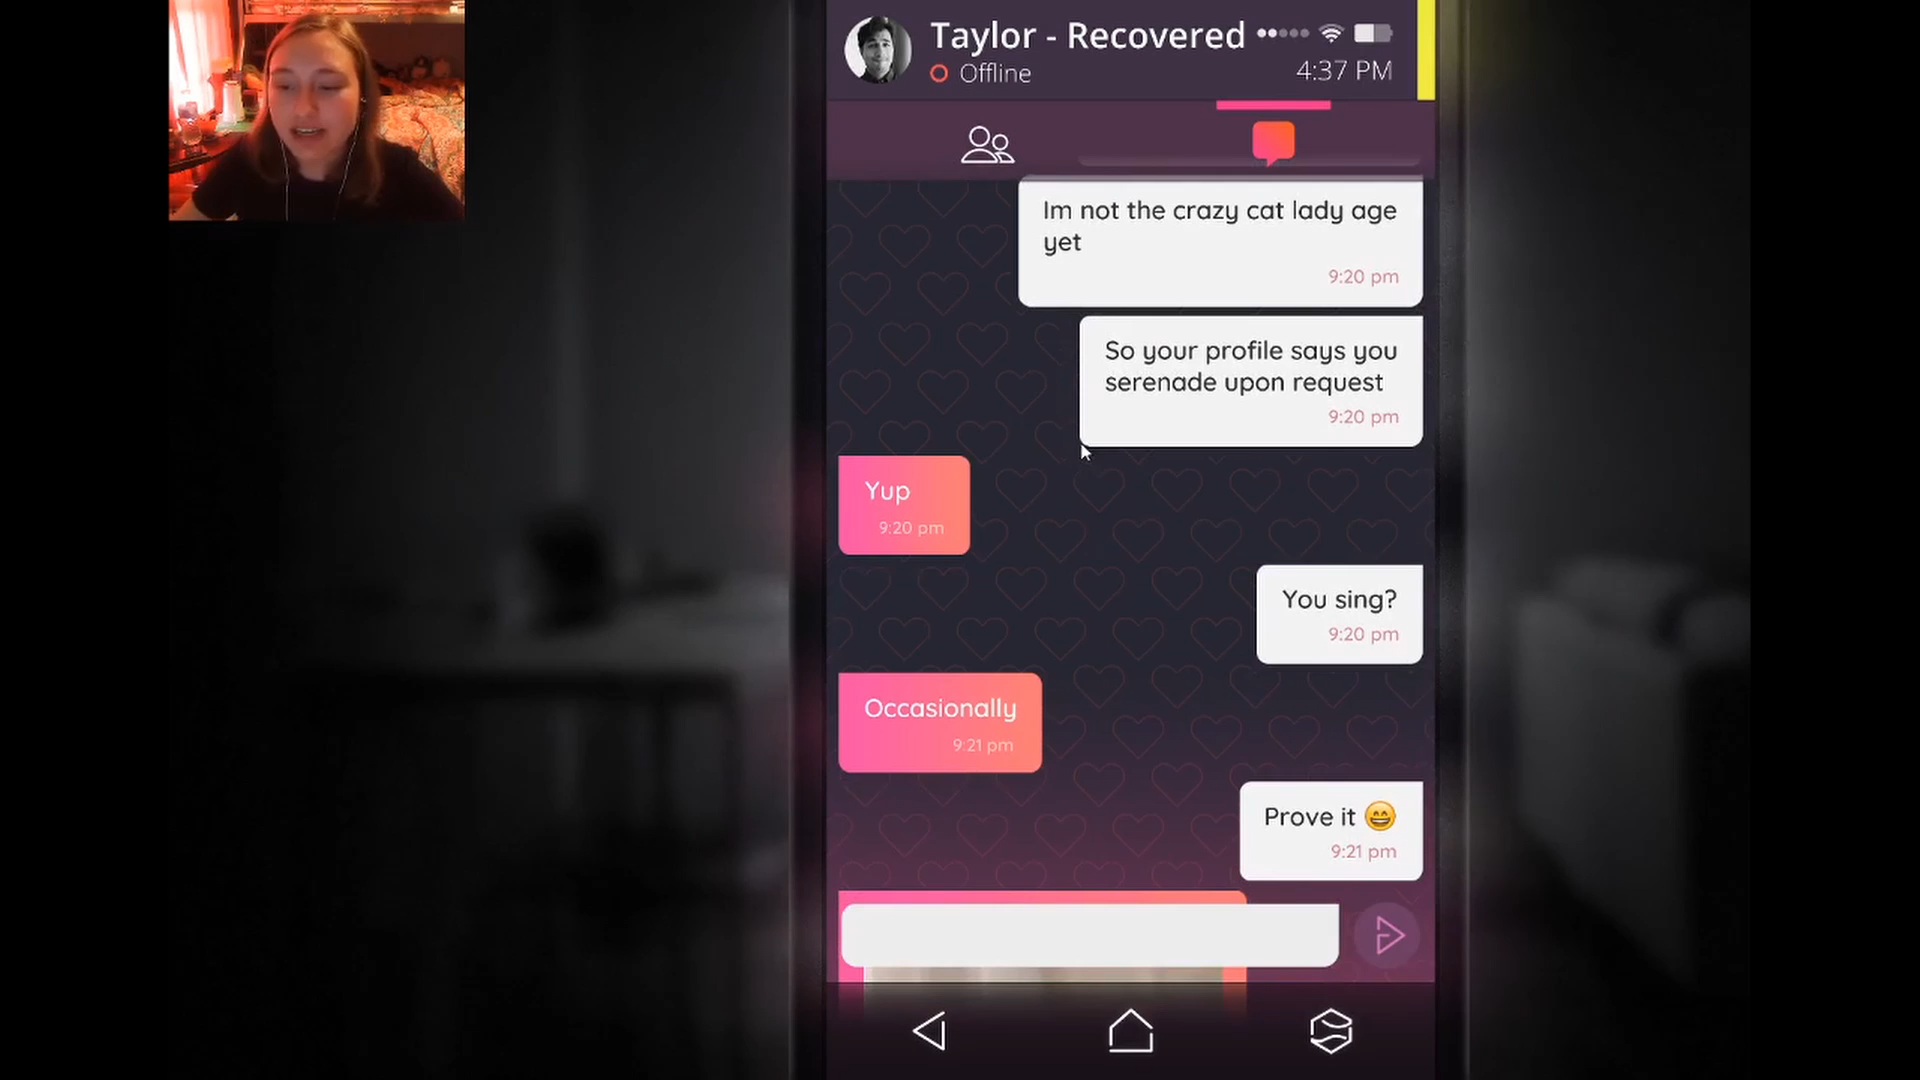 Taylor - Recovered
Offline
4:37 PM
Im not the crazy cat lady age
yet
9:20 pm
So your profile says you
serenade upon request
9:20 pm
Yup
9:20 pm
You sing?
9:20 pm
Occasionally
9:21 pm
Prove it 😄
9:21 pm